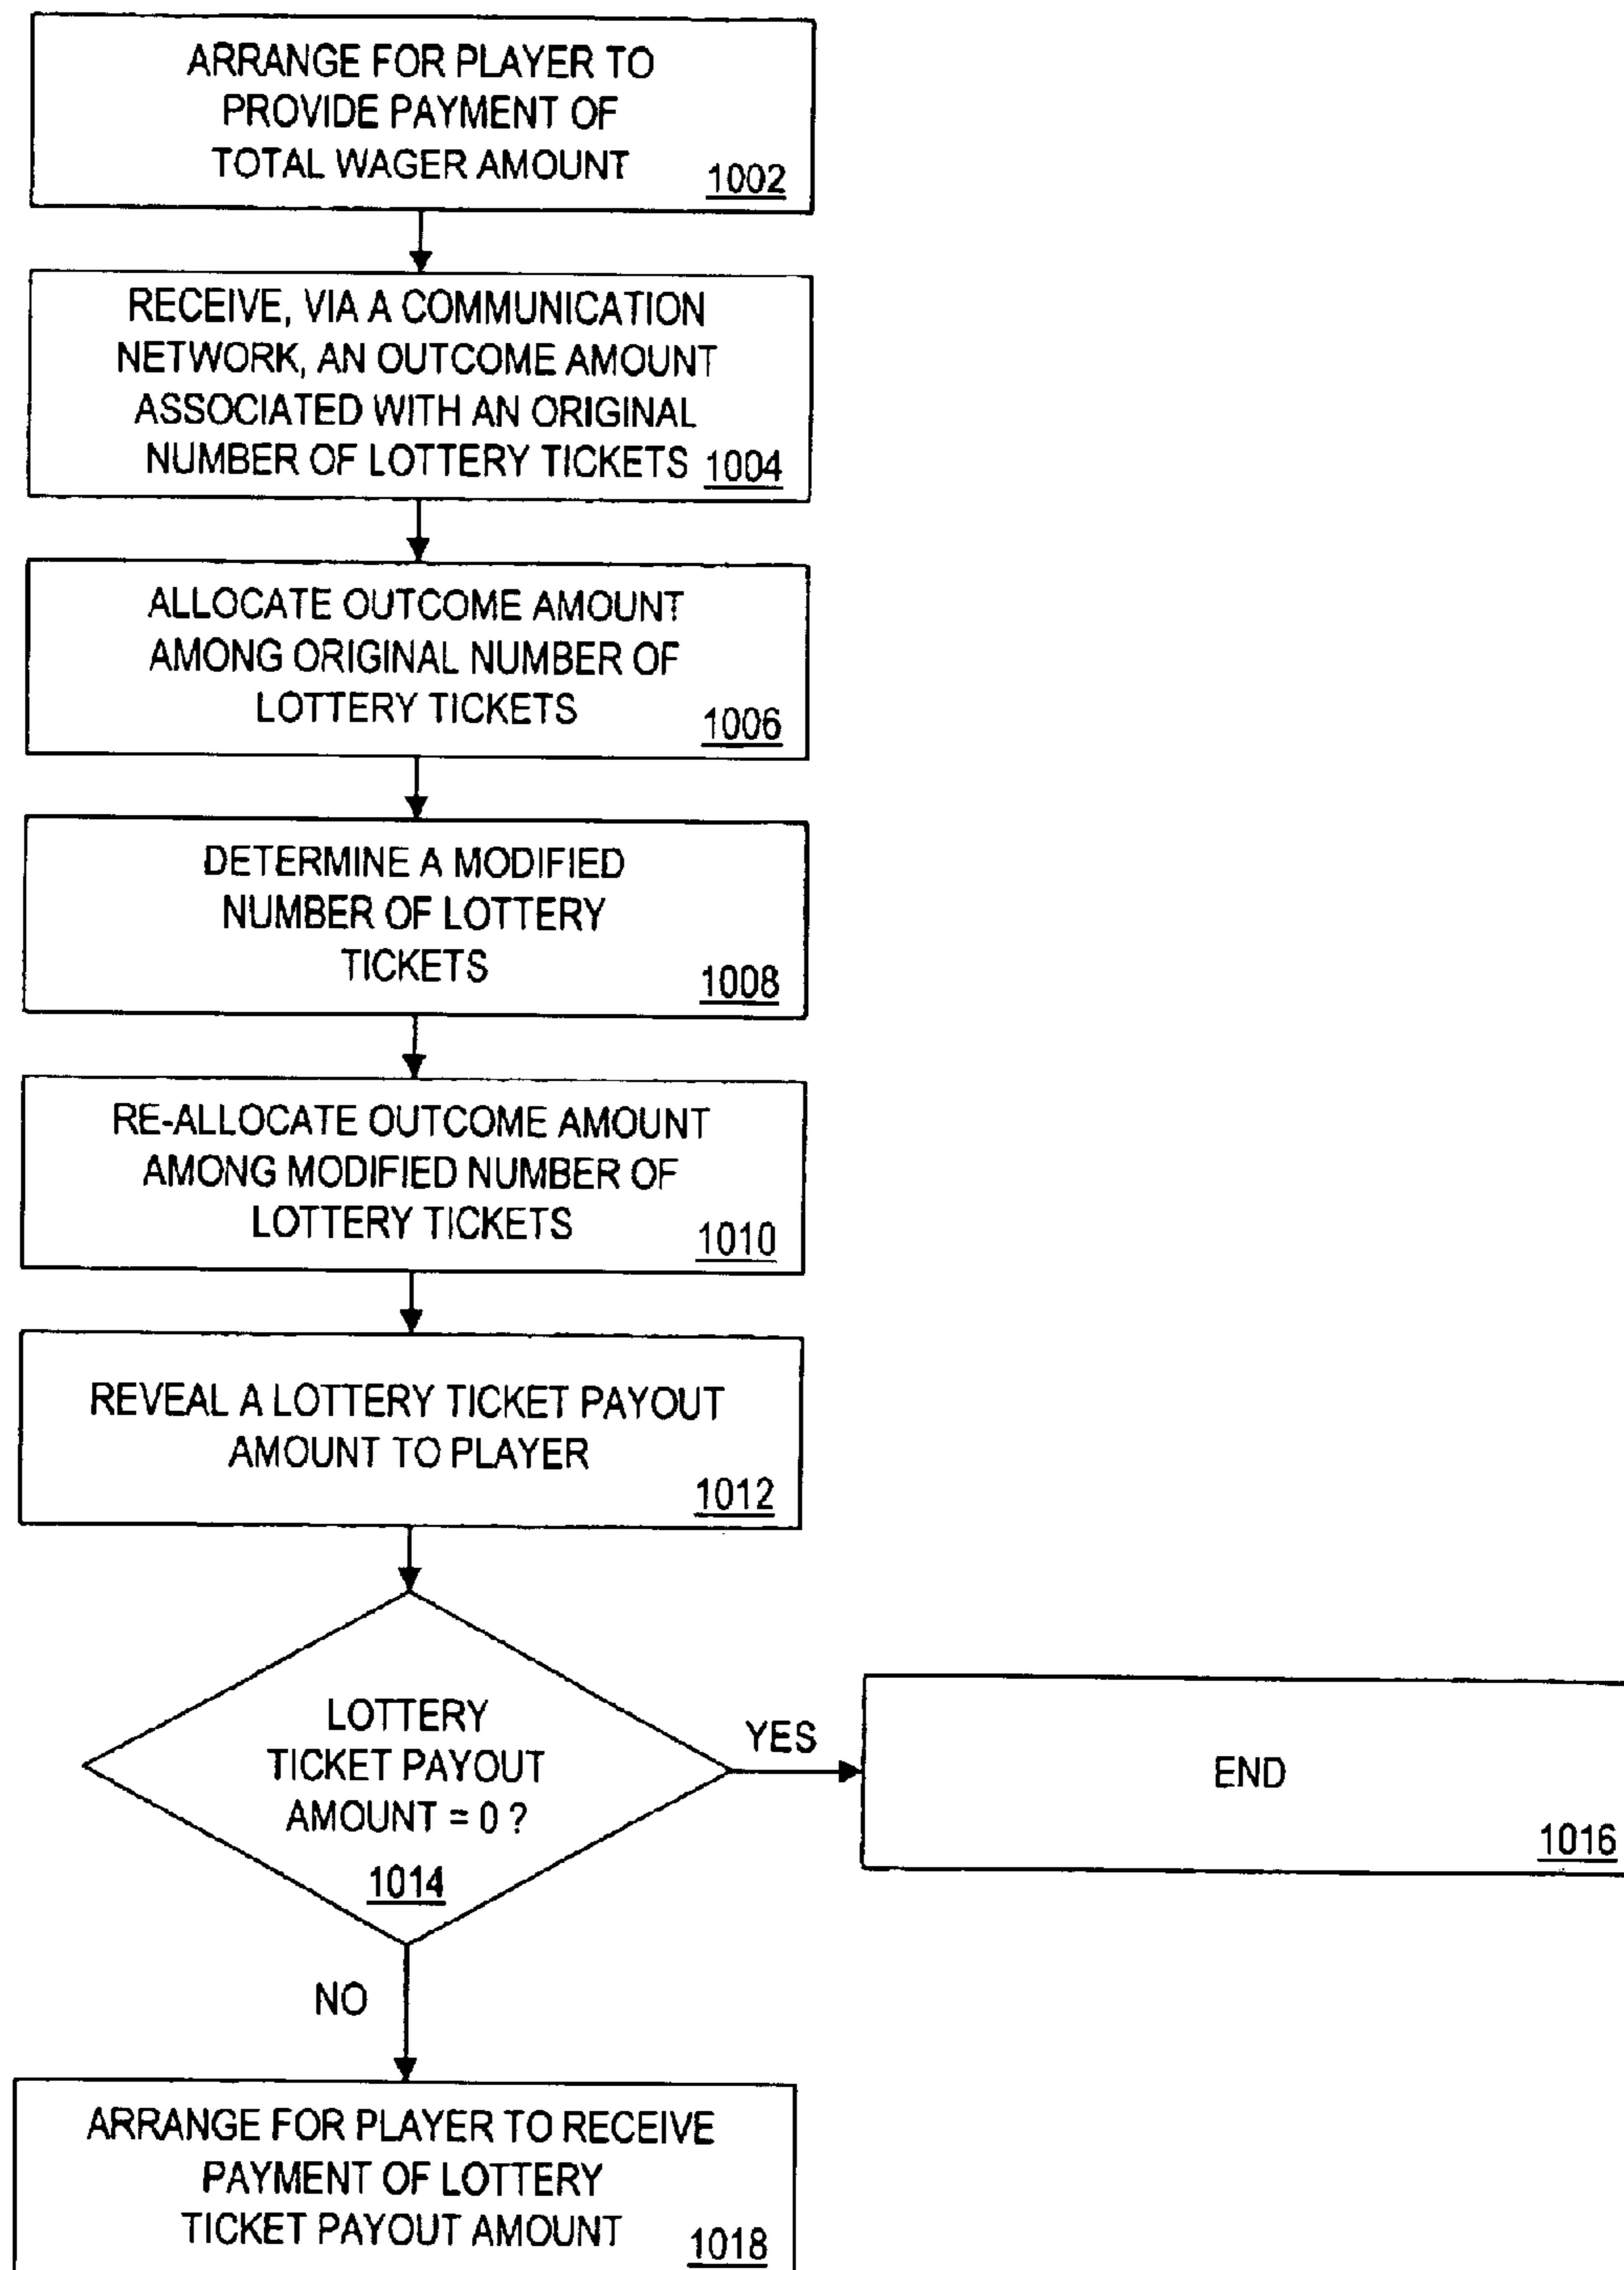 ARRANGE FOR PLAYER TO
PROVIDE PAYMENT OF
TOTAL WAGER AMOUNT
1002
RECEIVE, VIA A COMMUNICATION
NETWORK, AN OUTCOME AMOUNT
ASSOCIATED WITH AN ORIGINAL
NUMBER OF LOTTERY TICKETS 1004
ALLOCATE OUTCOME AMOUNT
AMONG ORIGINAL NUMBER OF
LOTTERY TICKETS
1006
DETERMINE A MODIFIED
NUMBER OF LOTTERY
TICKETS
1008
RE-ALLOCATE OUTCOME AMOUNT
AMONG MODIFIED NUMBER OF
LOTTERY TICKETS
1010
REVEAL A LOTTERY TICKET PAYOUT
AMOUNT TO PLAYER
1012
LOTTERY
TICKET PAYOUT
AMOUNT = 0 ?
1014
YES
END
1016
NO
ARRANGE FOR PLAYER TO RECEIVE
PAYMENT OF LOTTERY
TICKET PAYOUT AMOUNT
1018